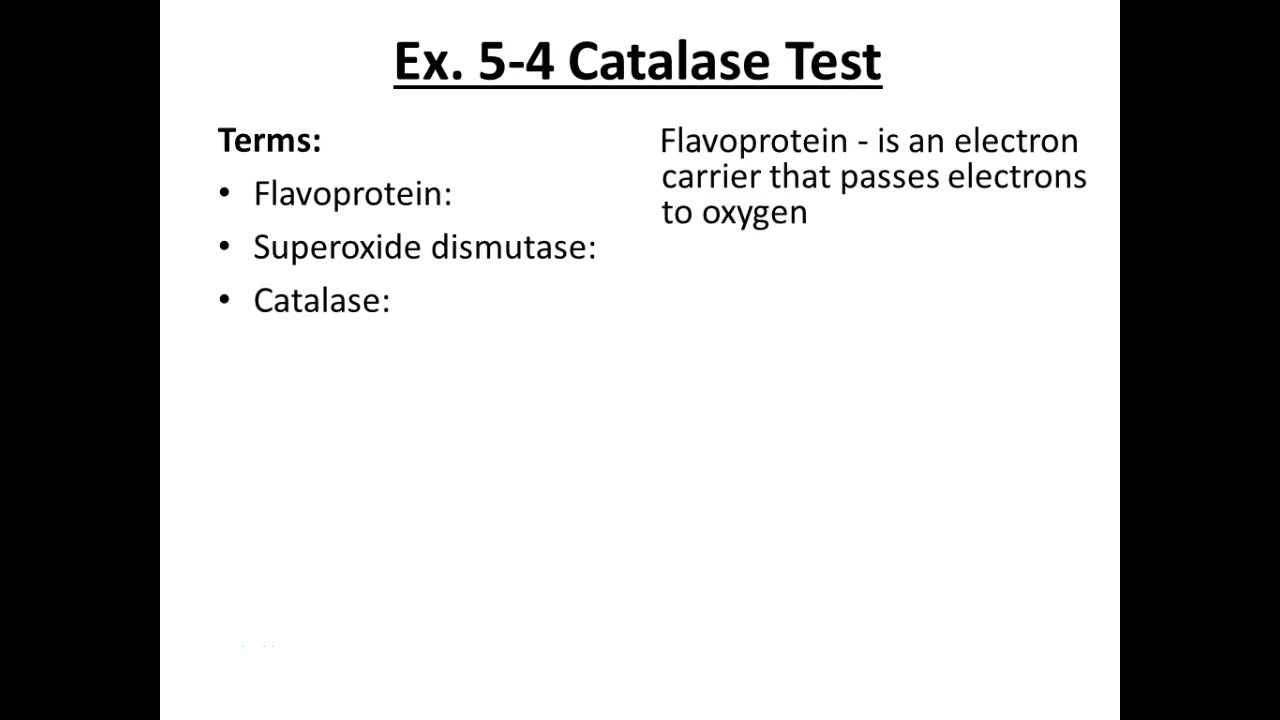 Ex. 5-4 Catalase Test
Terms:
• Flavoprotein:
• Superoxide dismutase:
• Catalase:
Flavoprotein - is an electron
carrier that passes electrons
to oxygen